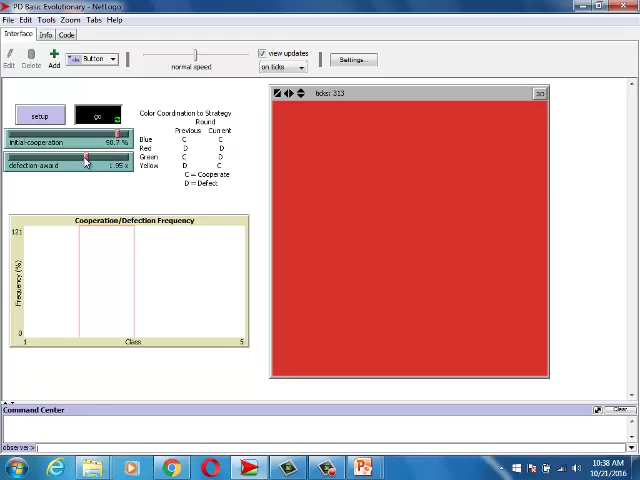 PD Basic Evolutionary - NetLogo
File Edit Tools Zoom Tabs Help
Interface Info Code
Edit Delete Add Button normal speed view updates on ticks Settings...
setup go
initial-cooperation 90.7 %
defection-award 1.95 x
Color Coordination to Strategy
Round
Previous Current
Blue C C
Red D D
Green C D
Yellow D C
C = Cooperate
D = Defect
Cooperation/Defection Frequency
121
Frequency (%)
0
1 Class 5
ticks: 313
3D
Command Center Clear
observer>
10:38 AM
10/21/2016